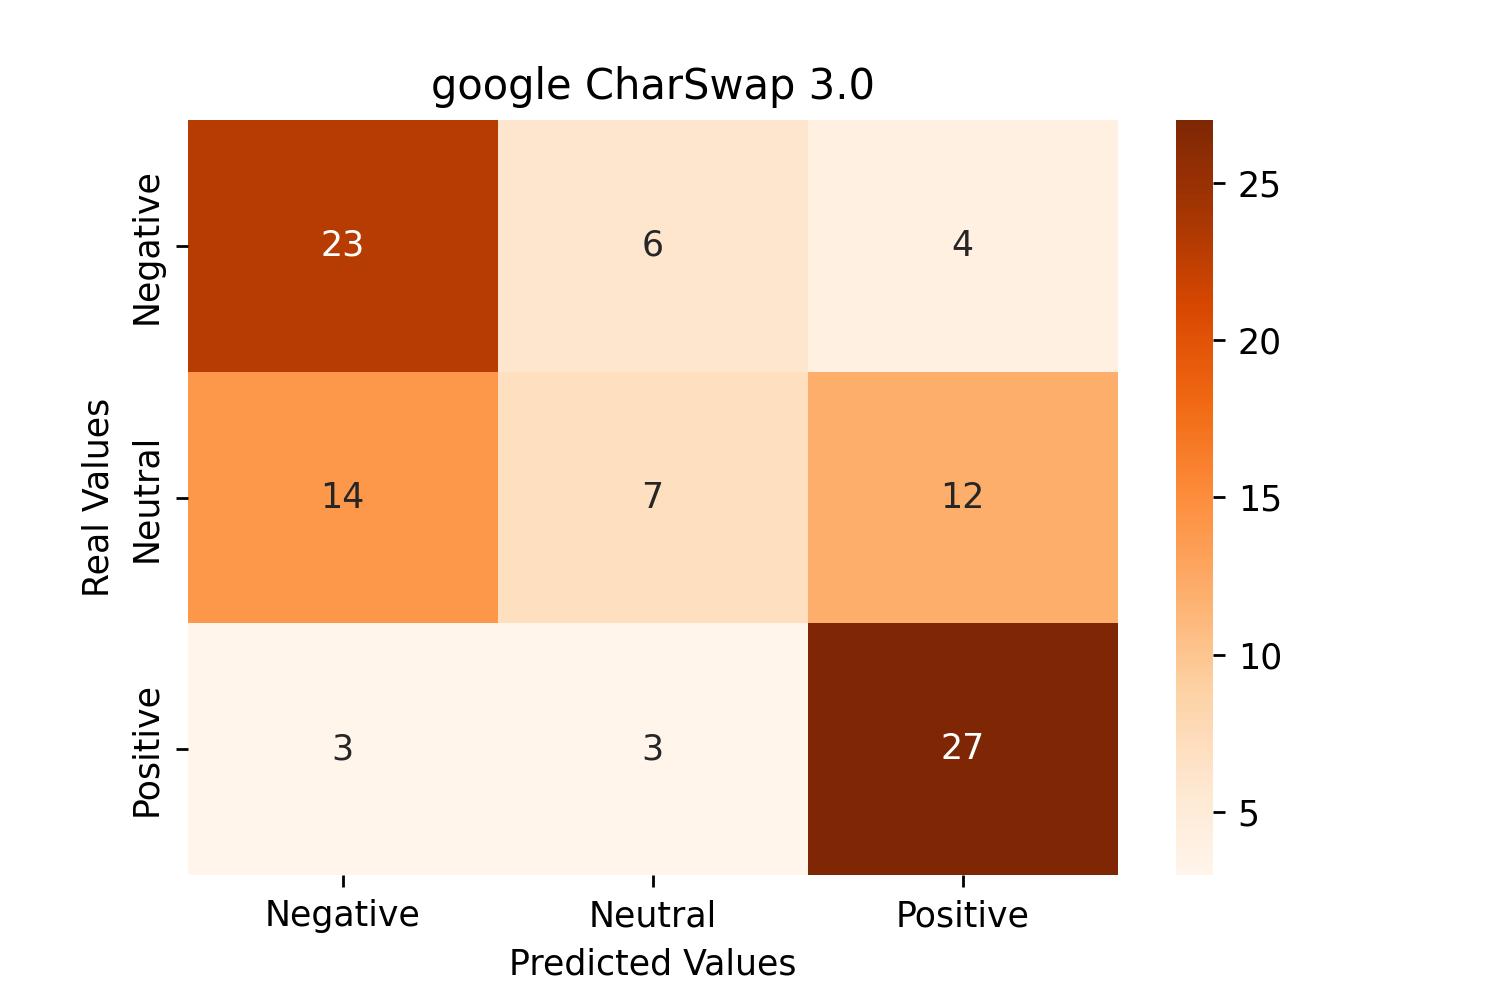 google CharSwap 3.0
Real Values
Negative
23 6 4
Neutral
14 7 12
Positive
3 3 27
Negative Neutral Positive
Predicted Values
25
20
15
10
5